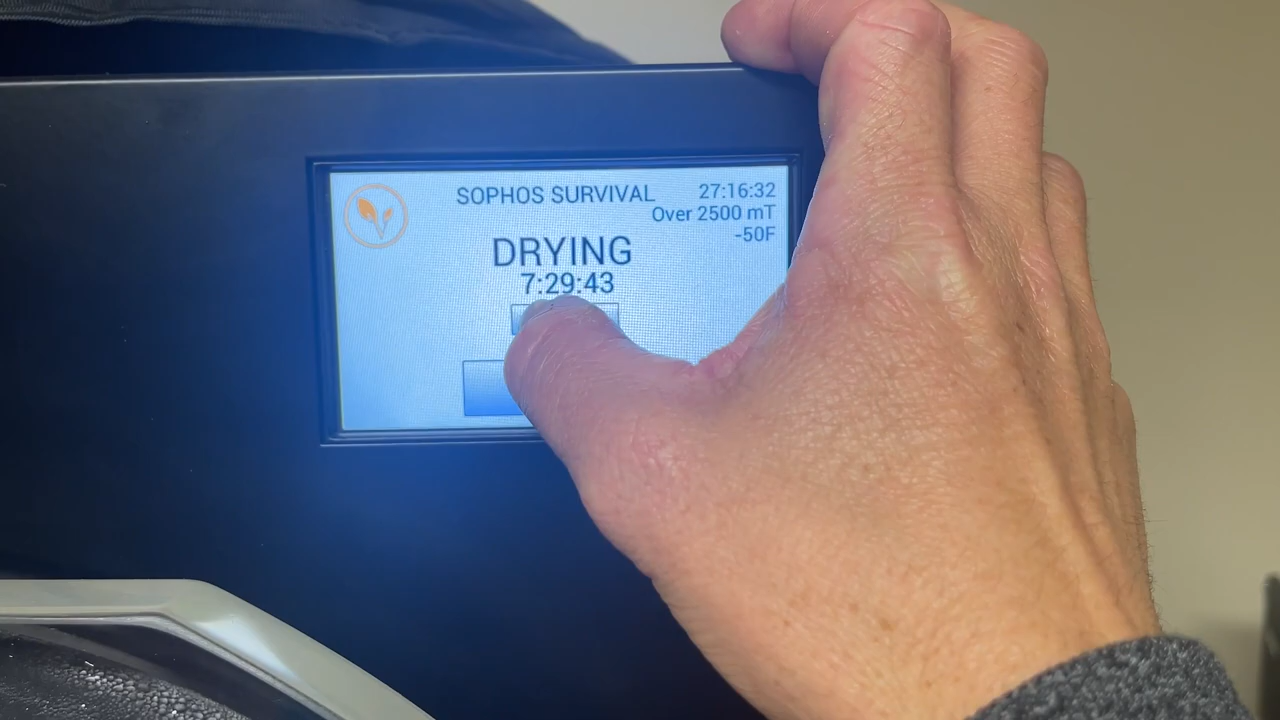 SOPHOS SURVIVAL
27:16:32
Over 2500 mT
-50F
DRYING
7:29:43